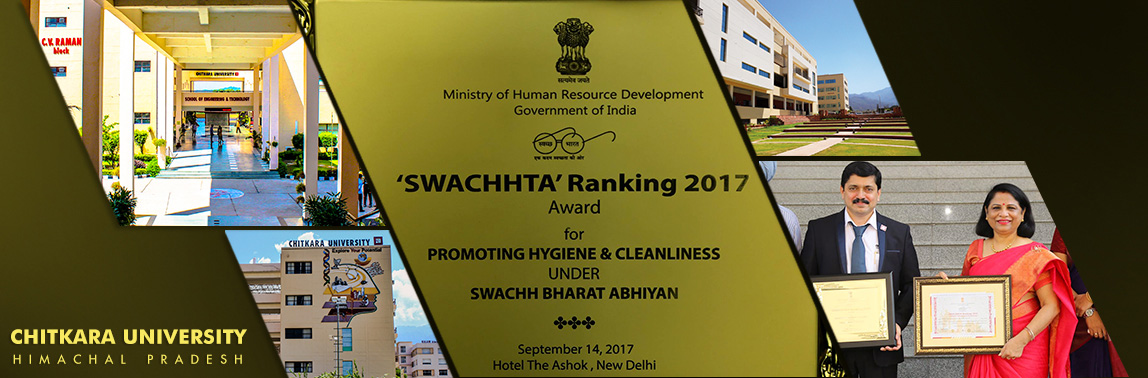 C.V. RAMAN
block
CHITKARA UNIVERSITY
SCHOOL OF ENGINEERING & TECHNOLOGY
CHITKARA UNIVERSITY
Explore Your Potential
CHITKARA UNIVERSITY
HIMACHAL PRADESH
सत्यमेव जयते
Ministry of Human Resource Development
Government of India
स्वच्छ भारत
एक कदम स्वच्छता की ओर
‘SWACHHTA’ Ranking 2017
Award
for
PROMOTING HYGIENE & CLEANLINESS
UNDER
SWACHH BHARAT ABHIYAN
September 14, 2017
Hotel The Ashok , New Delhi